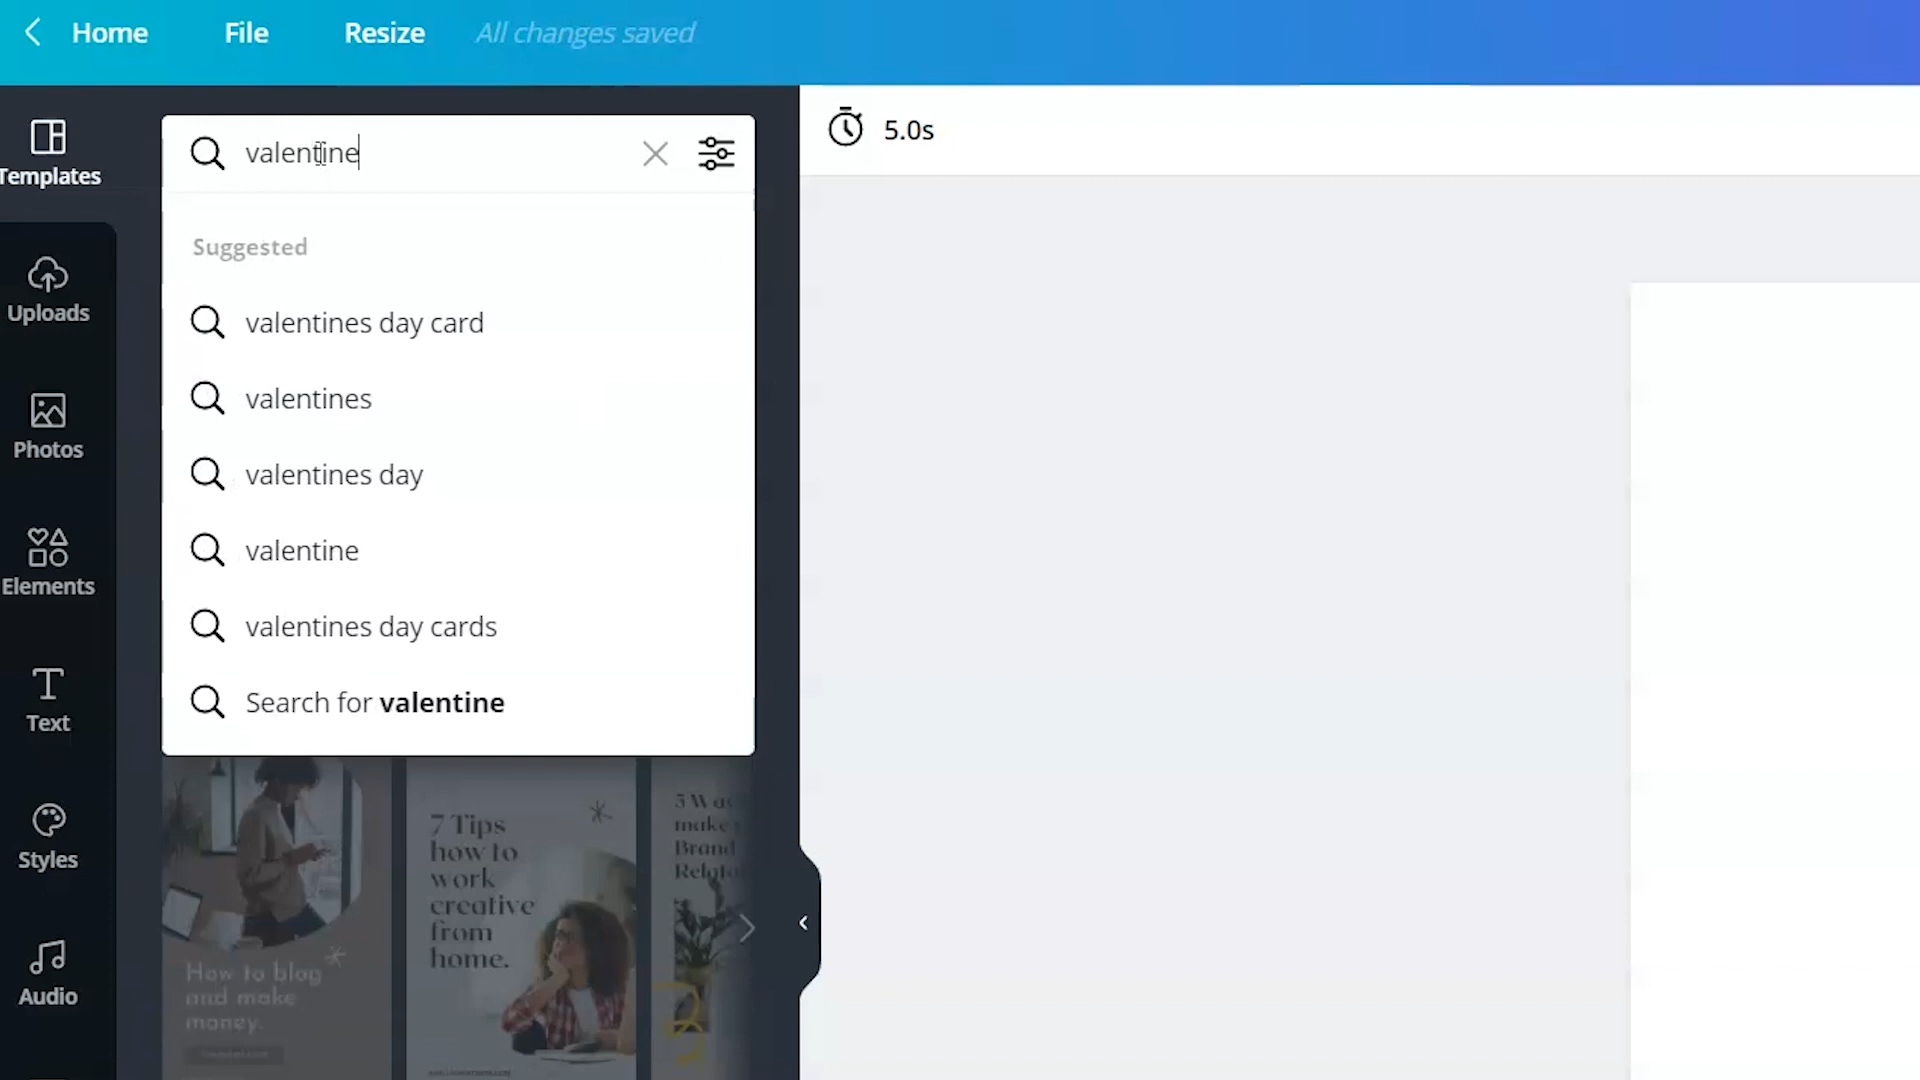 Home
File
Resize
All changes saved
Templates
Uploads
Photos
Elements
Text
Styles
Audio
valentine
Suggested
valentines day card
valentines
valentines day
valentine
valentines day cards
Search for valentine
5.0s
How to blog
and make
money.
7 Tips
how to
work
creative
from
home.
make
Brand